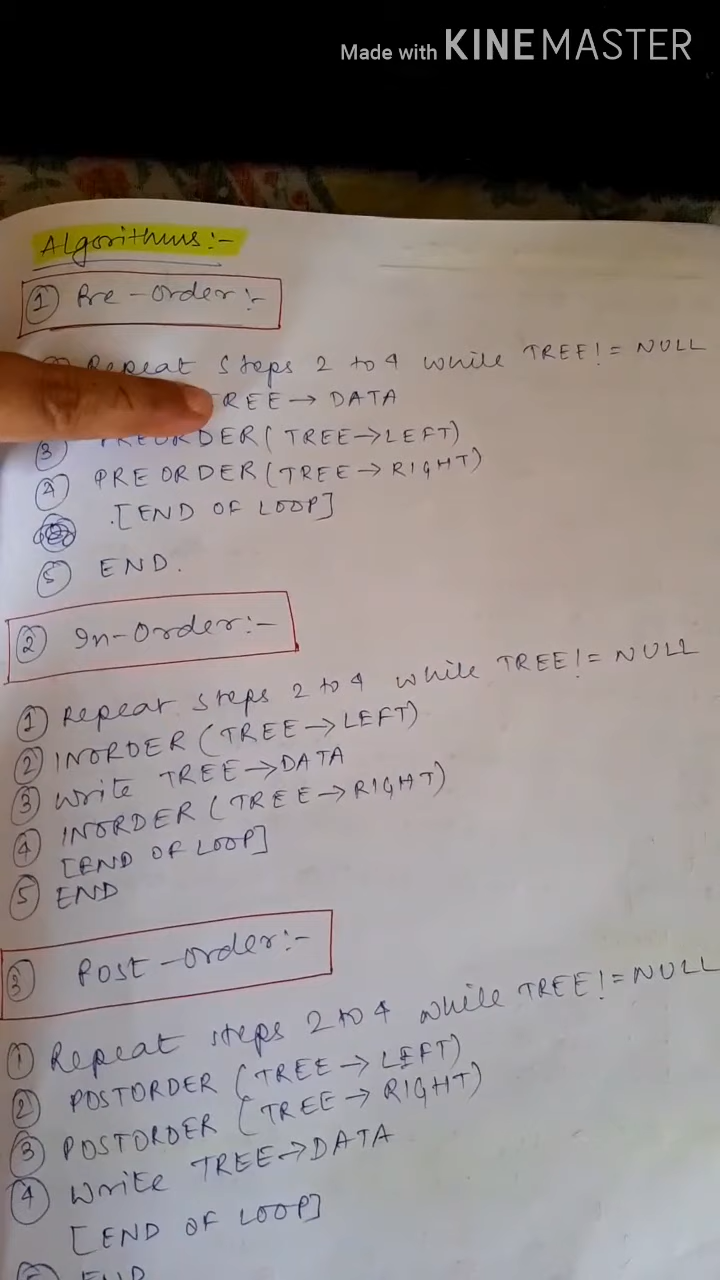 Made with KINEMASTER
Algorithms:-
① Pre-order:-
Repeat steps 2 to 4 while TREE!= NULL
TREE→ DATA
③ PREORDER(TREE→LEFT)
④ PREORDER(TREE→RIGHT)
[END OF LOOP]
⑤ END.
② In-Order:-
① Repeat steps 2 to 4 while TREE!= NULL
② INORDER (TREE→LEFT)
③ Write TREE→DATA
④ INORDER (TREE→RIGHT)
[END OF LOOP]
⑤ END
③ Post-order:-
① Repeat steps 2 to 4 while TREE!=NULL
② POSTORDER (TREE→LEFT)
③ POSTORDER (TREE→RIGHT)
④ Write TREE→DATA
[END OF LOOP]
END